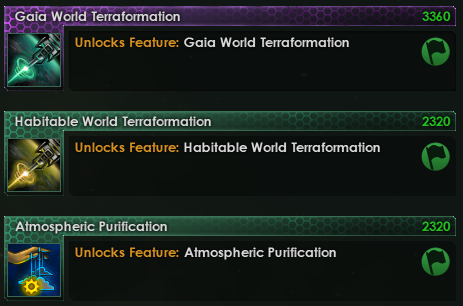 Gaia World Terraformation 3360
Unlocks Feature: Gaia World Terraformation
Habitable World Terraformation 2320
Unlocks Feature: Habitable World Terraformation
Atmospheric Purification 2320
Unlocks Feature: Atmospheric Purification